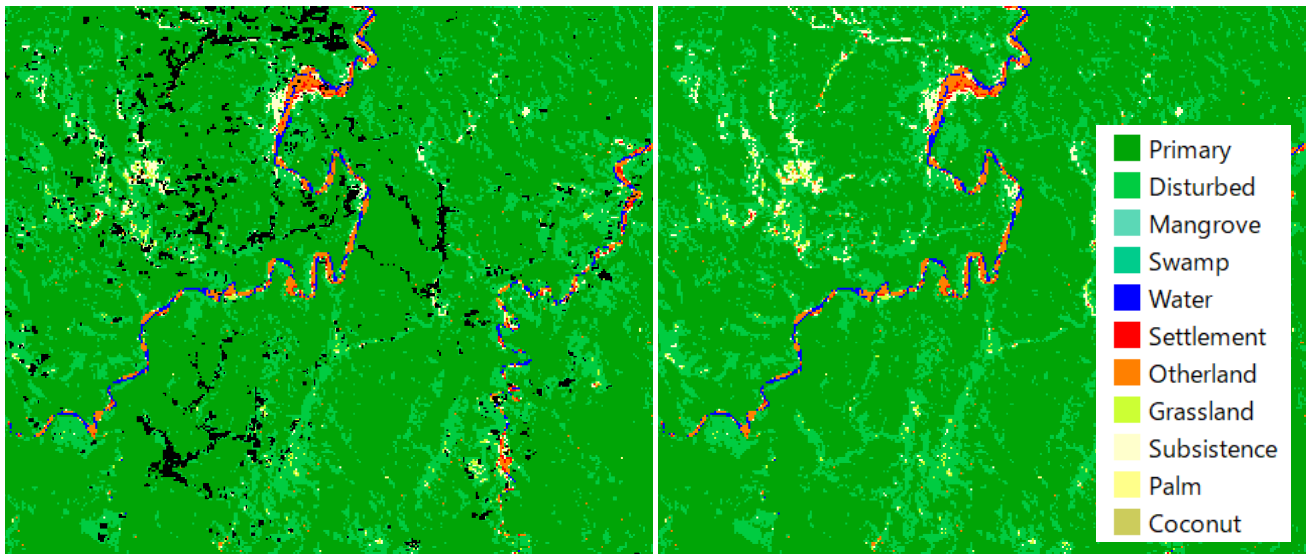 Primary
Disturbed
Mangrove
Swamp
Water
Settlement
Otherland
Grassland
Subsistence
Palm
Coconut